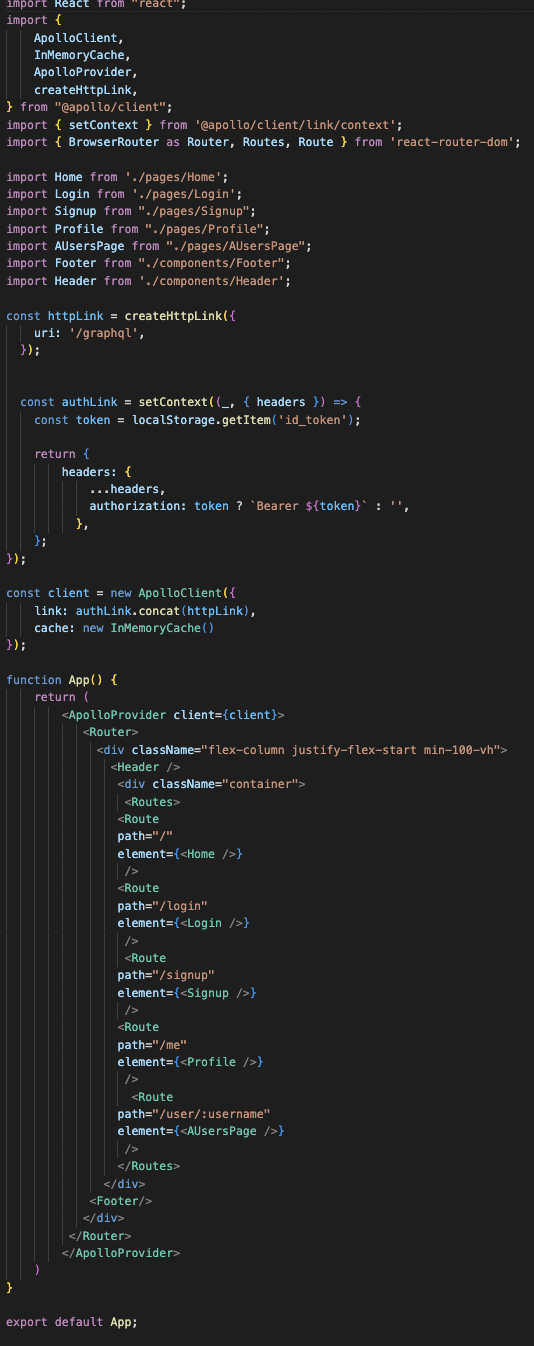 import React from "react";
import {
ApolloClient,
InMemoryCache,
ApolloProvider,
createHttpLink,
} from "@apollo/client";
import { setContext } from '@apollo/client/link/context';
import { BrowserRouter as Router, Routes, Route } from 'react-router-dom';
import Home from './pages/Home';
import Login from './pages/Login';
import Signup from "./pages/Signup";
import Profile from "./pages/Profile";
import AUsersPage from "./pages/AUsersPage";
import Footer from "./components/Footer";
import Header from './components/Header';
const httpLink = createHttpLink({
uri: '/graphql',
});
const authLink = setContext((_, { headers }) => {
const token = localStorage.getItem('id_token');
return {
headers: {
...headers,
authorization: token ? `Bearer ${token}` : '',
},
};
});
const client = new ApolloClient({
link: authLink.concat(httpLink),
cache: new InMemoryCache()
});
function App() {
return (
<ApolloProvider client={client}>
<Router>
<div className="flex-column justify-flex-start min-100-vh">
<Header />
<div className="container">
<Routes>
<Route
path="/"
element={<Home />}
/>
<Route
path="/login"
element={<Login />}
/>
<Route
path="/signup"
element={<Signup />}
/>
<Route
path="/me"
element={<Profile />}
/>
<Route
path="/user/:username"
element={<AUsersPage />}
/>
</Routes>
</div>
<Footer/>
</div>
</Router>
</ApolloProvider>
)
}
export default App;